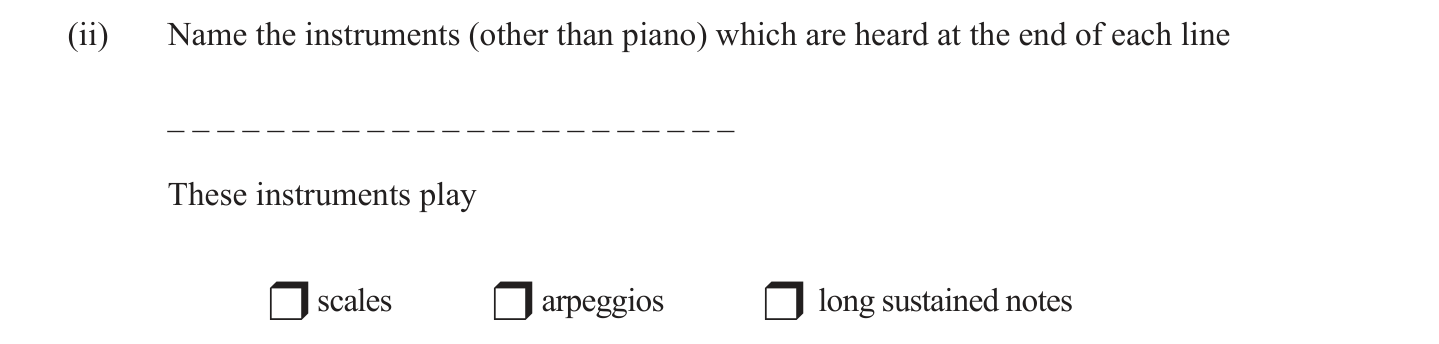 (ii) Name the instruments (other than piano) which are heard at the end of each line
_ _ _ _ _ _ _ _ _ _ _ _ _ _ _ _ _ _ _ _ _ _ _
These instruments play
scales arpeggios long sustained notes